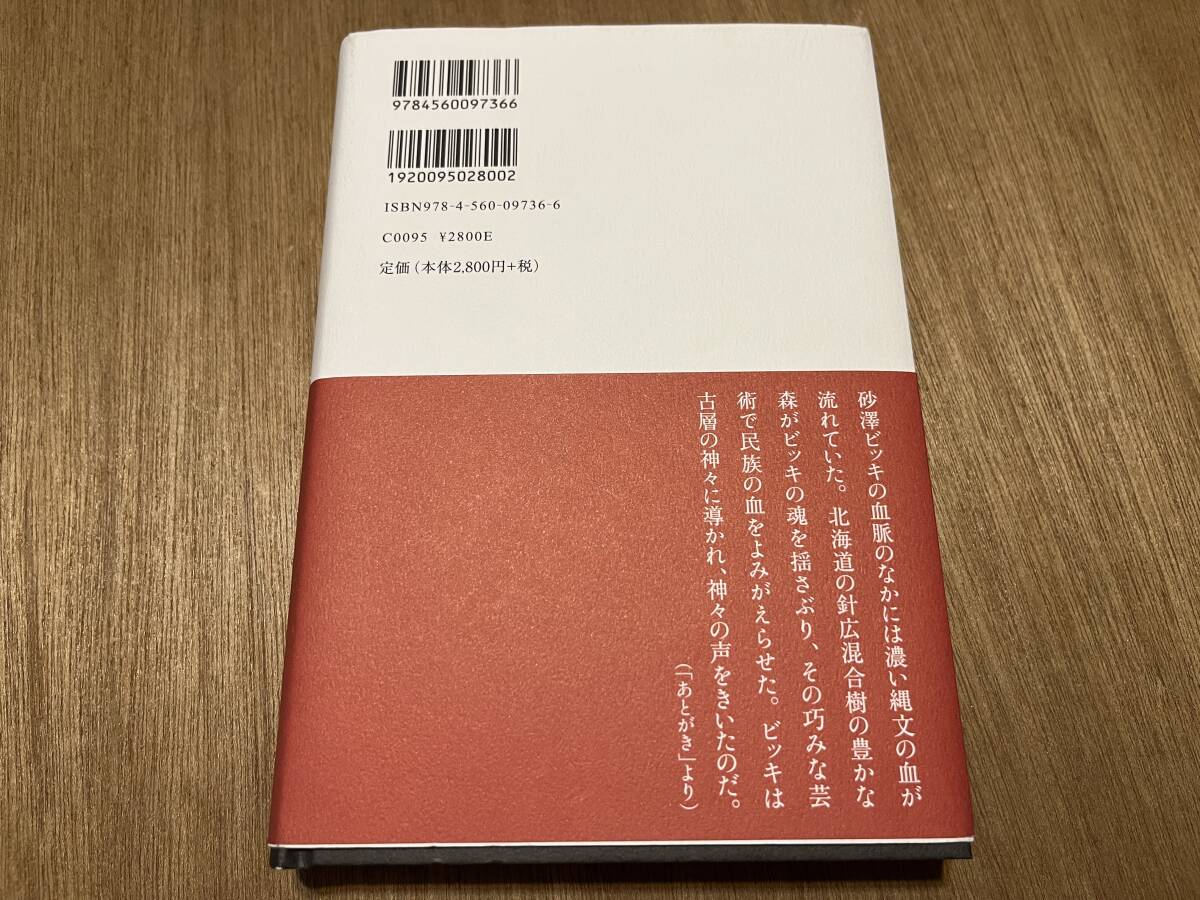 9784560097366
1920095028002
ISBN978-4-560-09736-6
C0095 ¥2800E
定価(本体2,800円+税)
砂澤ビッキの血脈のなかには濃い縄文の血が
流れていた。北海道の針広混合樹の豊かな
森がビッキの魂を揺さぶり、その巧みな芸
術で民族の血をよみがえらせた。ビッキは
古層の神々に導かれ、神々の声をきいたのだ。
(「あとがき」より)